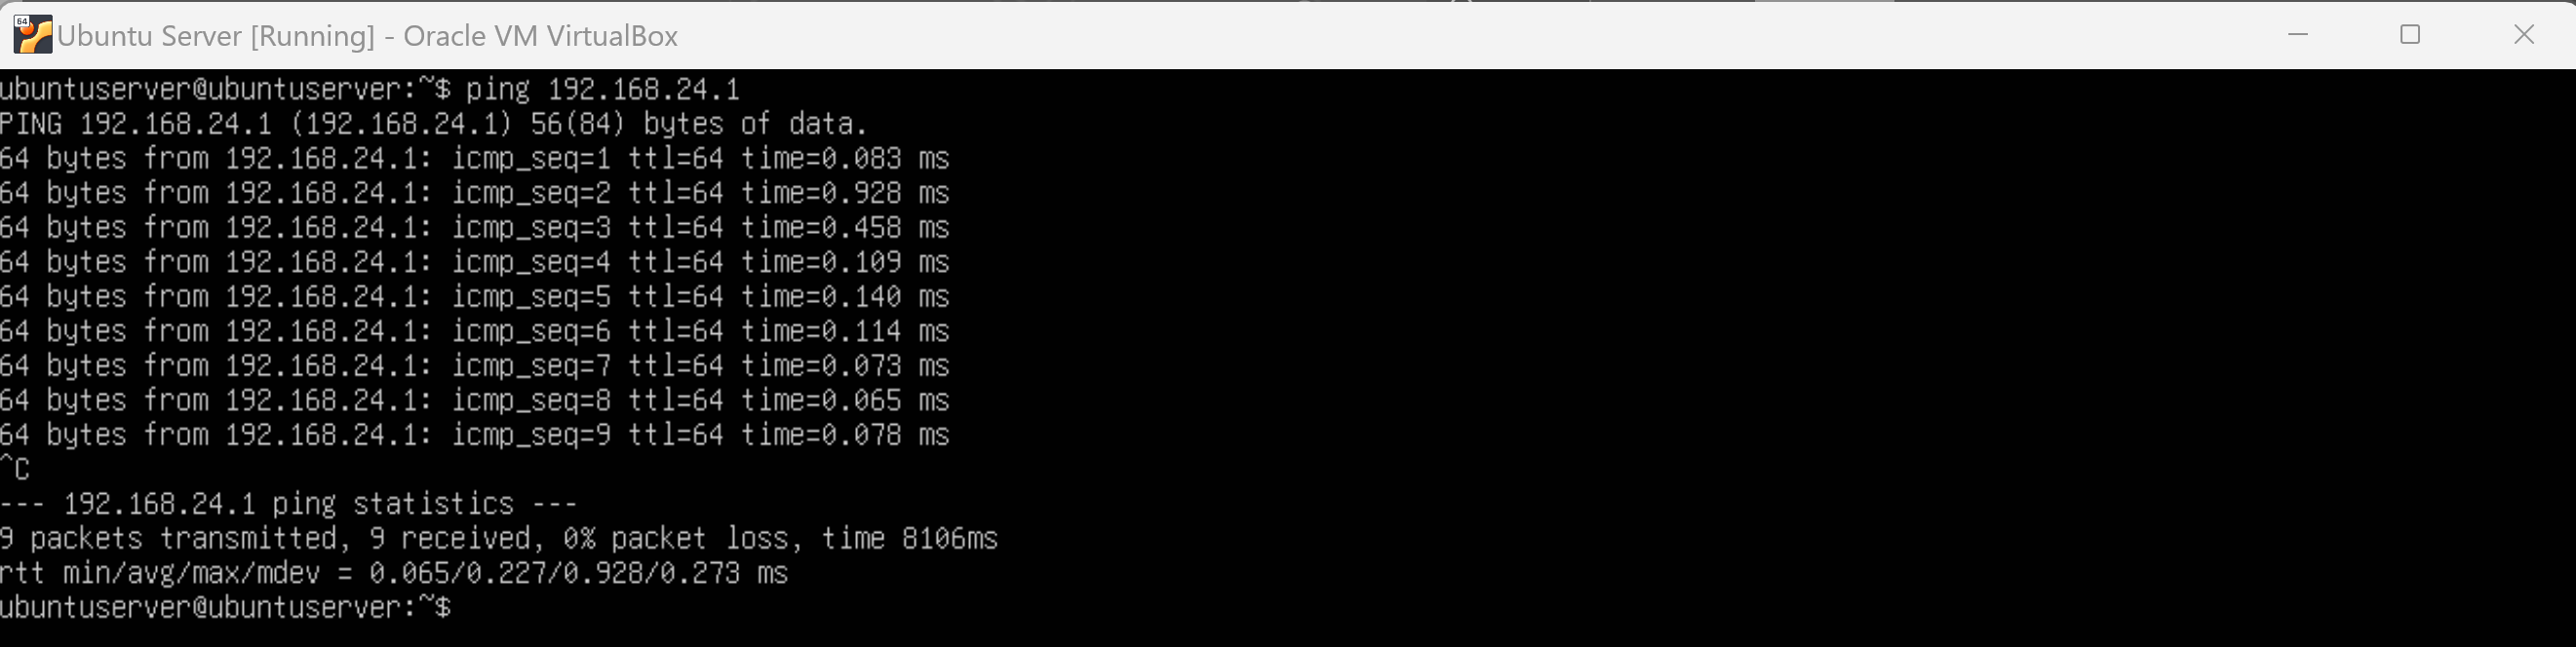 64
Ubuntu Server [Running] - Oracle VM VirtualBox
ubuntuserver@ubuntuserver:~$ ping 192.168.24.1
PING 192.168.24.1 (192.168.24.1) 56(84) bytes of data.
64 bytes from 192.168.24.1: icmp_seq=1 ttl=64 time=0.083 ms
64 bytes from 192.168.24.1: icmp_seq=2 ttl=64 time=0.928 ms
64 bytes from 192.168.24.1: icmp_seq=3 ttl=64 time=0.458 ms
64 bytes from 192.168.24.1: icmp_seq=4 ttl=64 time=0.109 ms
64 bytes from 192.168.24.1: icmp_seq=5 ttl=64 time=0.140 ms
64 bytes from 192.168.24.1: icmp_seq=6 ttl=64 time=0.114 ms
64 bytes from 192.168.24.1: icmp_seq=7 ttl=64 time=0.073 ms
64 bytes from 192.168.24.1: icmp_seq=8 ttl=64 time=0.065 ms
64 bytes from 192.168.24.1: icmp_seq=9 ttl=64 time=0.078 ms
^C
--- 192.168.24.1 ping statistics ---
9 packets transmitted, 9 received, 0% packet loss, time 8106ms
rtt min/avg/max/mdev = 0.065/0.227/0.928/0.273 ms
ubuntuserver@ubuntuserver:~$